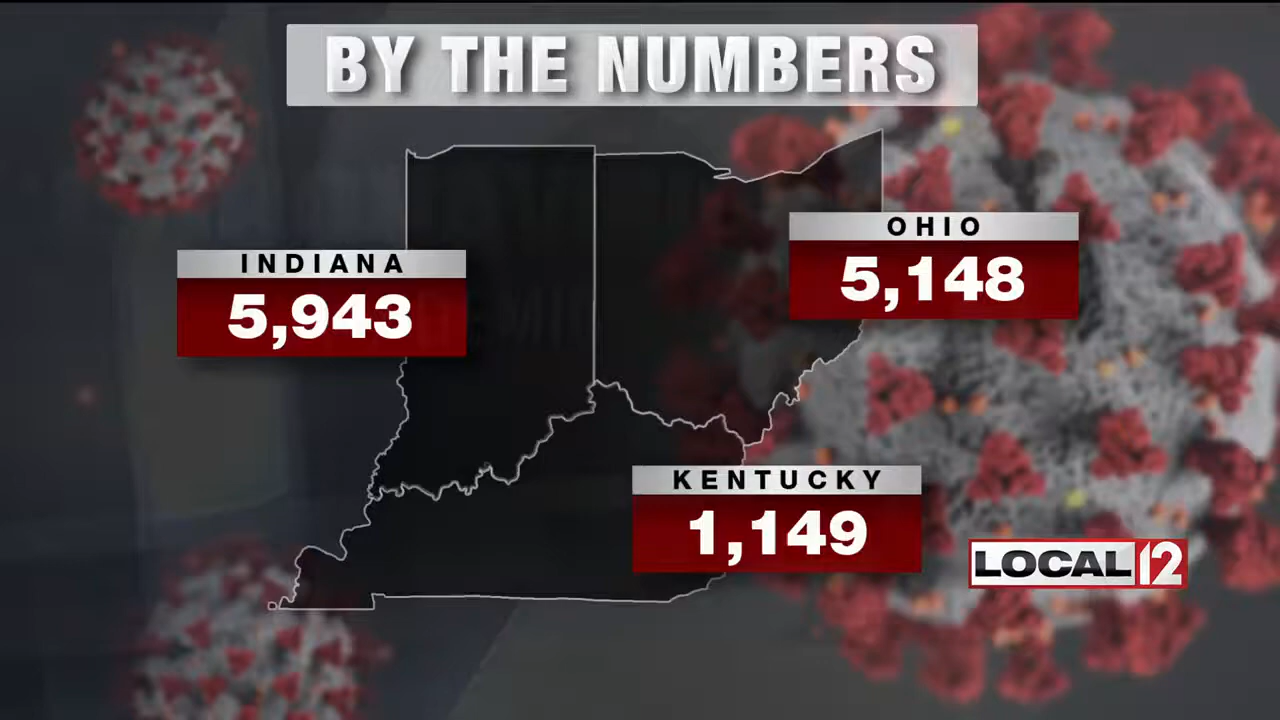 BY THE NUMBERS
INDIANA
5,943
OHIO
5,148
KENTUCKY
1,149
LOCAL 12